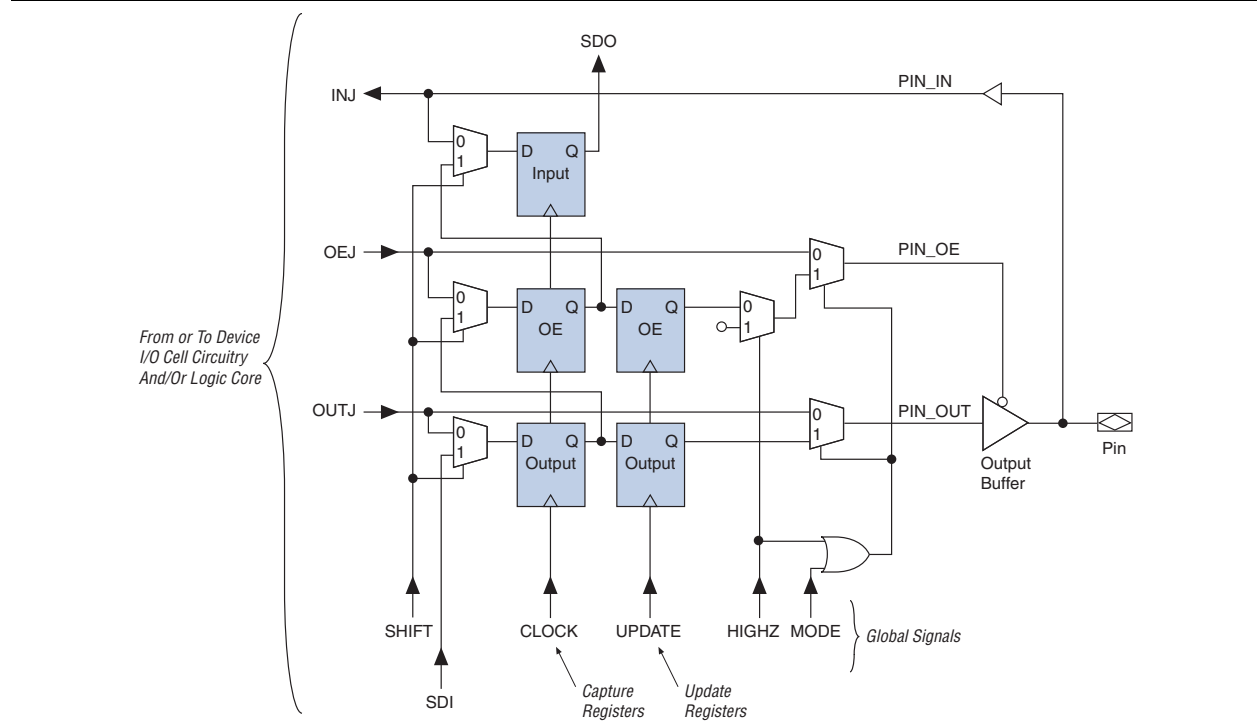 SDO
INJ
PIN_IN
0
1
D Q
Input
OEJ
0
1
PIN_OE
0
1
D Q
OE
D Q
OE
0
1
From or To Device
I/O Cell Circuitry
And/Or Logic Core
OUTJ
0
1
PIN_OUT
0
1
D Q
Output
D Q
Output
Pin
Output
Buffer
SHIFT
CLOCK
UPDATE
HIGHZ
MODE
Global Signals
SDI
Capture
Registers
Update
Registers